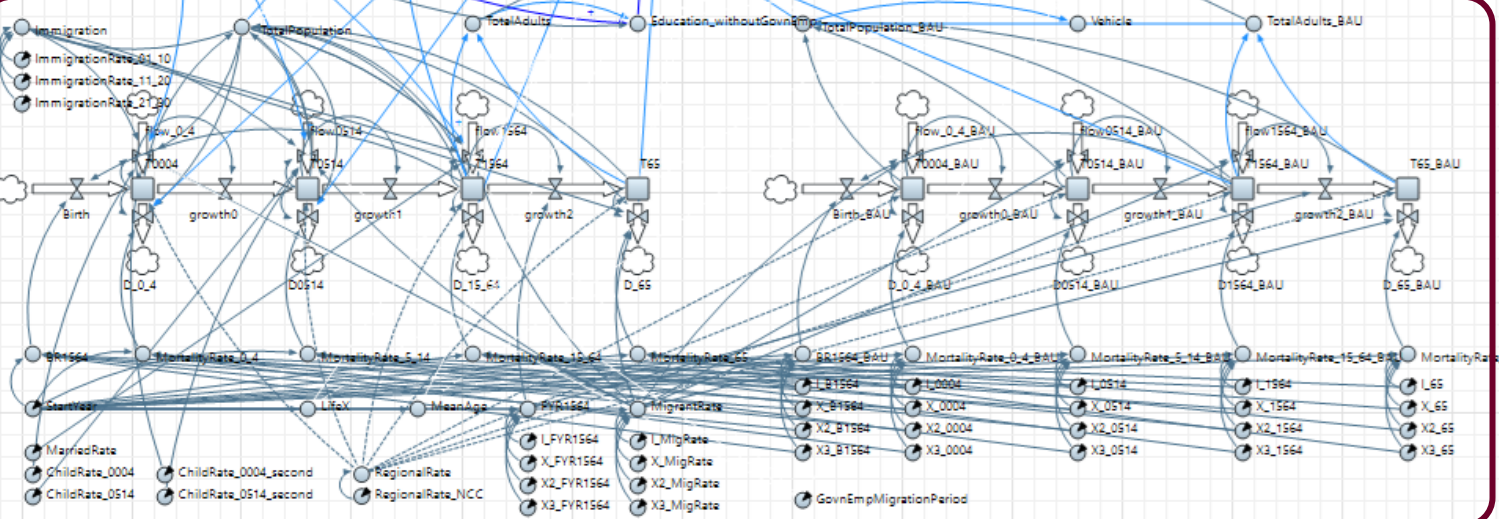 Immigration
TotalPopulation
TotalAdults
+
Education_withoutGovnEmp
TotalPopulation_BAU
Vehicle
TotalAdults_BAU
ImmigrationRate_01_10
ImmigrationRate_11_20
ImmigrationRate_21_30
flow_0_4
flow0514
flow1564
flow_0_4_BAU
flow0514_BAU
flow1564_BAU
T0004
T0514
T1564
T65
T0004_BAU
T0514_BAU
T1564_BAU
T65_BAU
Birth
growth0
growth1
growth2
Birth_BAU
growth0_BAU
growth1_BAU
growth2_BAU
D_0_4
D0514
D_15_64
D_65
D_0_4_BAU
D0514_BAU
D1564_BAU
D_65_BAU
BR1564
MortalityRate_0_4
MortalityRate_5_14
MortalityRate_15_64
MortalityRate_65
BR1564_BAU
MortalityRate_0_4_BAU
MortalityRate_5_14_BAU
MortalityRate_15_64_BAU
MortalityRate
I_B1564
I_0004
I_0514
I_1564
I_65
StartYear
LifeX
MeanAge
FYR1564
MigrantRate
X_B1564
X_0004
X_0514
X_1564
X_65
X2_B1564
X2_0004
X2_0514
X2_1564
X2_65
I_FYR1564
I_MigRate
MarriedRate
X3_B1564
X3_0004
X3_0514
X3_1564
X3_65
X_FYR1564
X_MigRate
ChildRate_0004
ChildRate_0004_second
RegionalRate
X2_FYR1564
X2_MigRate
ChildRate_0514
ChildRate_0514_second
RegionalRate_NCC
GovnEmpMigrationPeriod
X3_FYR1564
X3_MigRate